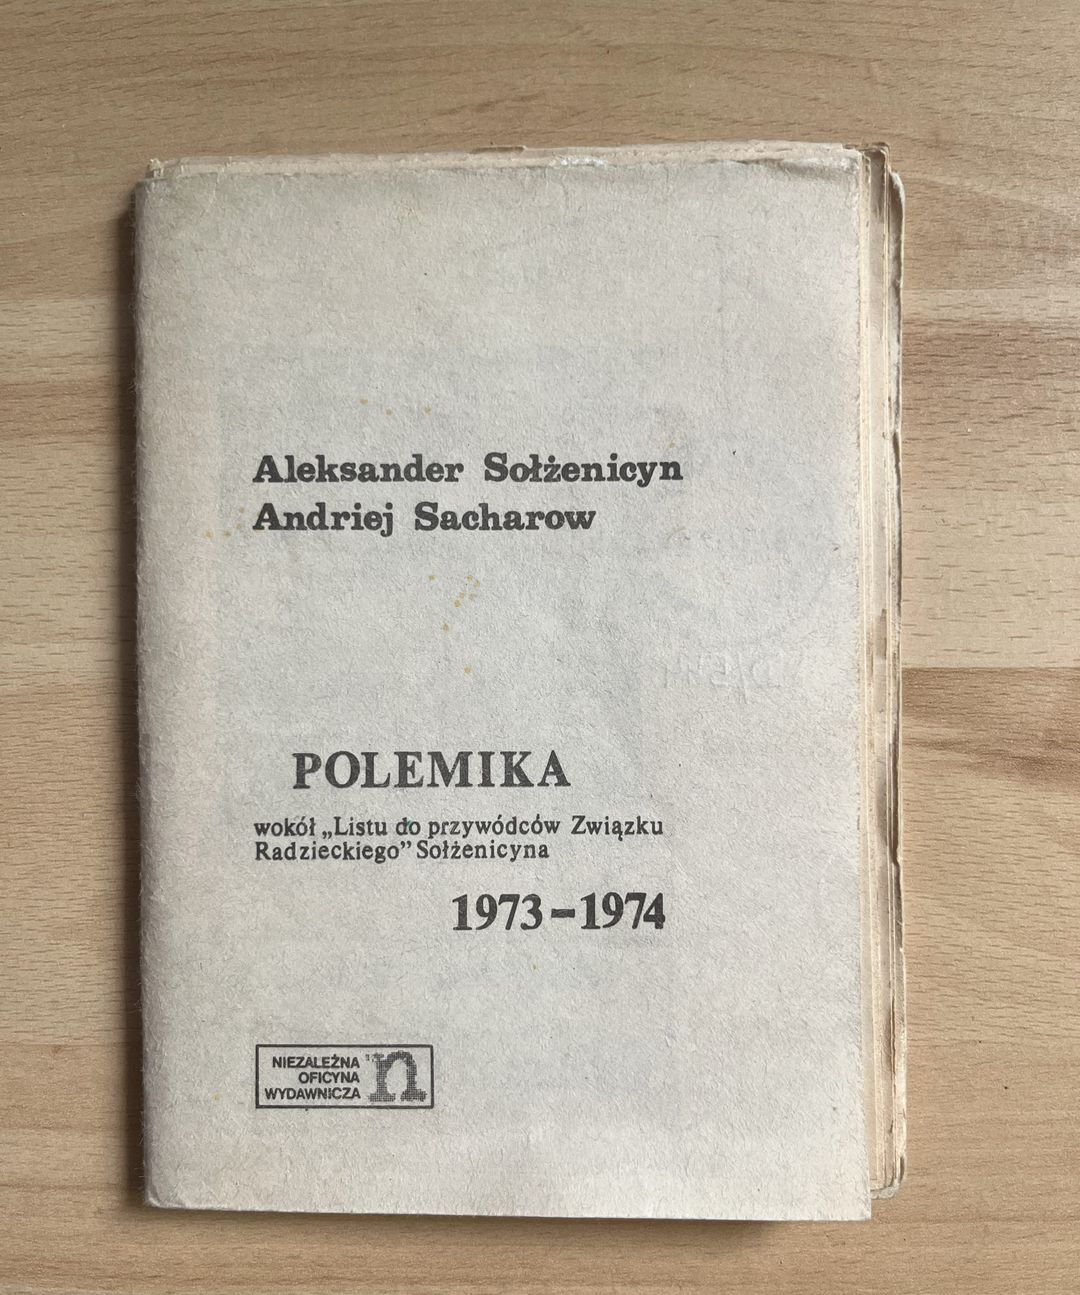 Aleksander Sołżenicyn
Andriej Sacharow
POLEMIKA
wokół „Listu do przywódców Związku
Radzieckiego” Sołżenicyna
1973-1974
NIEZALEŻNA
OFICYNA
WYDAWNICZA
n